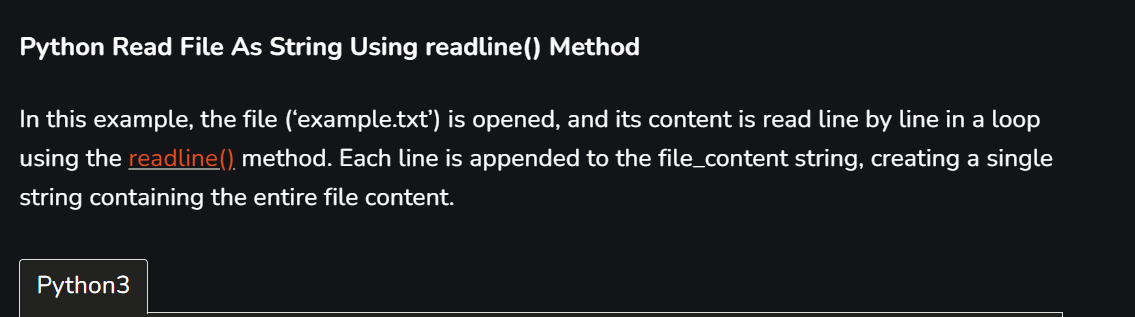 Python Read File As String Using readline() Method
In this example, the file (‘example.txt’) is opened, and its content is read line by line in a loop
using the readline() method. Each line is appended to the file_content string, creating a single
string containing the entire file content.
Python3